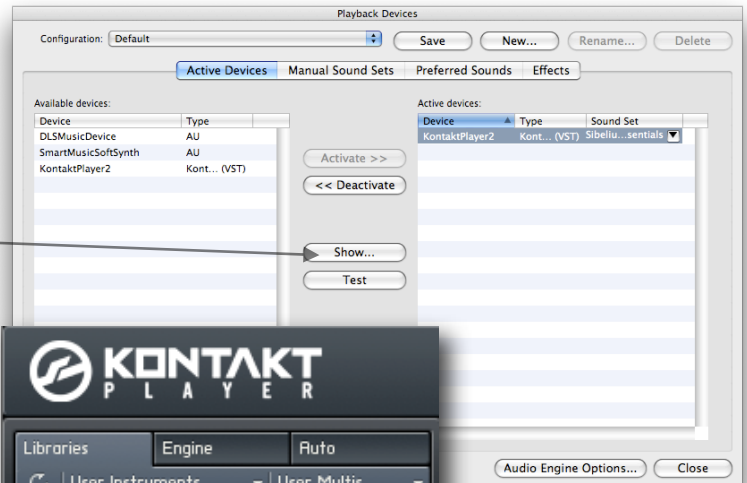 Playback Devices
Configuration: Default Save New... Rename... Delete
Active Devices Manual Sound Sets Preferred Sounds Effects
Available devices:
Device Type
DLSMusicDevice AU
SmartMusicSoftSynth AU
KontaktPlayer2 Kont... (VST)
Activate >>
<< Deactivate
Show...
Test
Active devices:
Device Type Sound Set
KontaktPlayer2 Kont... (VST) Sibeliu...sentials
KONTAKT
PLAYER
Libraries Engine Auto
User Instruments User Multis
Audio Engine Options... Close